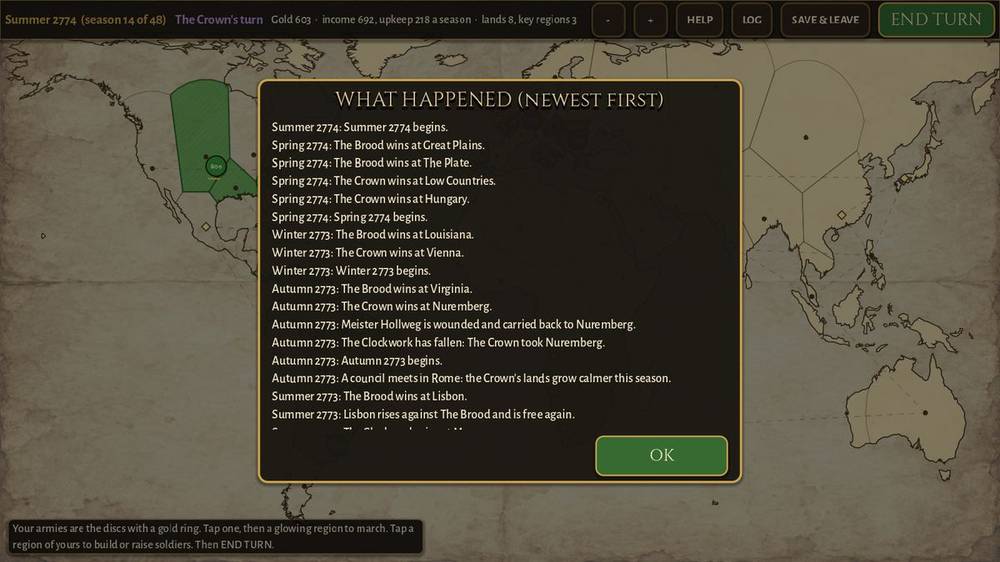 Summer 2774 (season 14 of 48) The Crown's turn Gold 603 · income 692, upkeep 218 a season · lands 8, key regions 3 - + HELP LOG SAVE & LEAVE END TURN
WHAT HAPPENED (NEWEST FIRST)
Summer 2774: Summer 2774 begins.
Spring 2774: The Brood wins at Great Plains.
Spring 2774: The Brood wins at The Plate.
Spring 2774: The Crown wins at Low Countries.
Spring 2774: The Crown wins at Hungary.
Spring 2774: Spring 2774 begins.
Winter 2773: The Brood wins at Louisiana.
Winter 2773: The Crown wins at Vienna.
Winter 2773: Winter 2773 begins.
Autumn 2773: The Brood wins at Virginia.
Autumn 2773: The Crown wins at Nuremberg.
Autumn 2773: Meister Hollweg is wounded and carried back to Nuremberg.
Autumn 2773: The Clockwork has fallen: The Crown took Nuremberg.
Autumn 2773: Autumn 2773 begins.
Autumn 2773: A council meets in Rome: the Crown's lands grow calmer this season.
Summer 2773: The Brood wins at Lisbon.
Summer 2773: Lisbon rises against The Brood and is free again.
OK
Your armies are the discs with a gold ring. Tap one, then a glowing region to march. Tap a
region of yours to build or raise soldiers. Then END TURN.